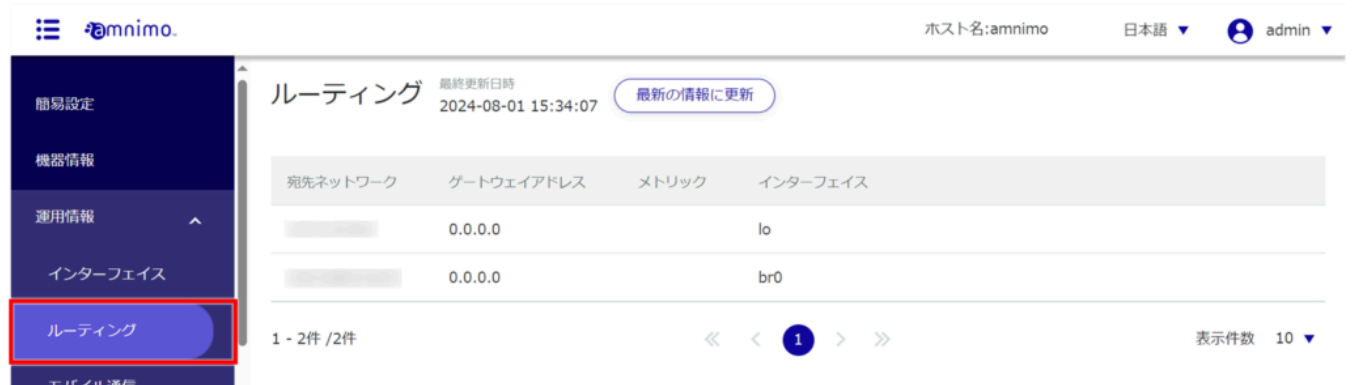 amnimo
ホスト名:amnimo
日本語 ▼
admin ▼
簡易設定
機器情報
運用情報
インターフェイス
ルーティング
モバイル通信
ルーティング
最終更新日時
2024-08-01 15:34:07
最新の情報に更新
宛先ネットワーク ゲートウェイアドレス メトリック インターフェイス
0.0.0.0 lo
0.0.0.0 br0
1 - 2件 /2件
« < 1 > »
表示件数 10 ▼